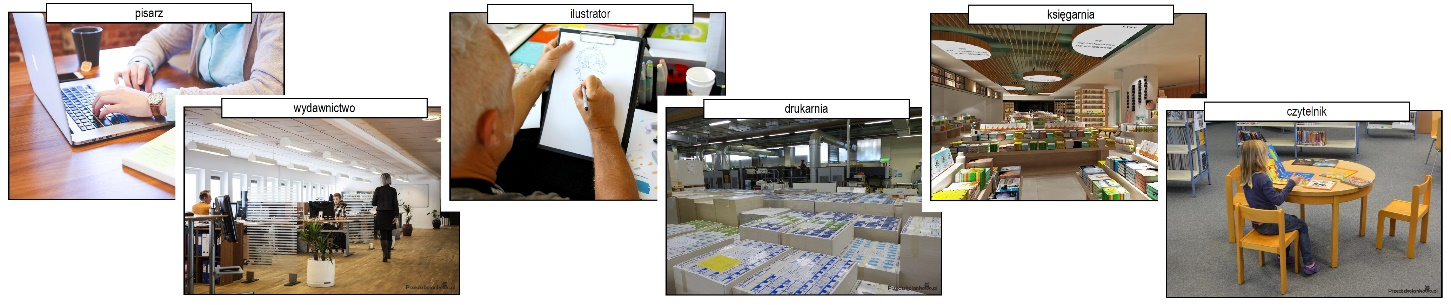 pisarz
wydawnictwo
ilustrator
drukarnia
księgarnia
czytelnik